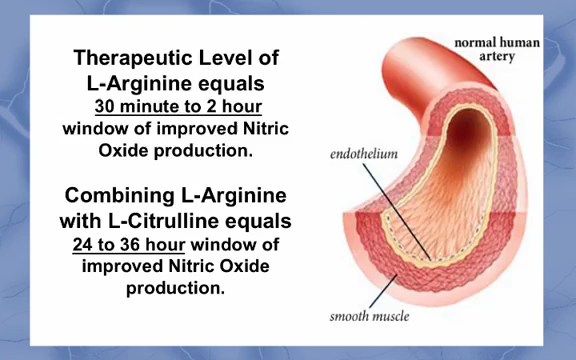 Therapeutic Level of
L-Arginine equals
30 minute to 2 hour
window of improved Nitric
Oxide production.
Combining L-Arginine
with L-Citrulline equals
24 to 36 hour window of
improved Nitric Oxide
production.
normal human
artery
endothelium
smooth muscle